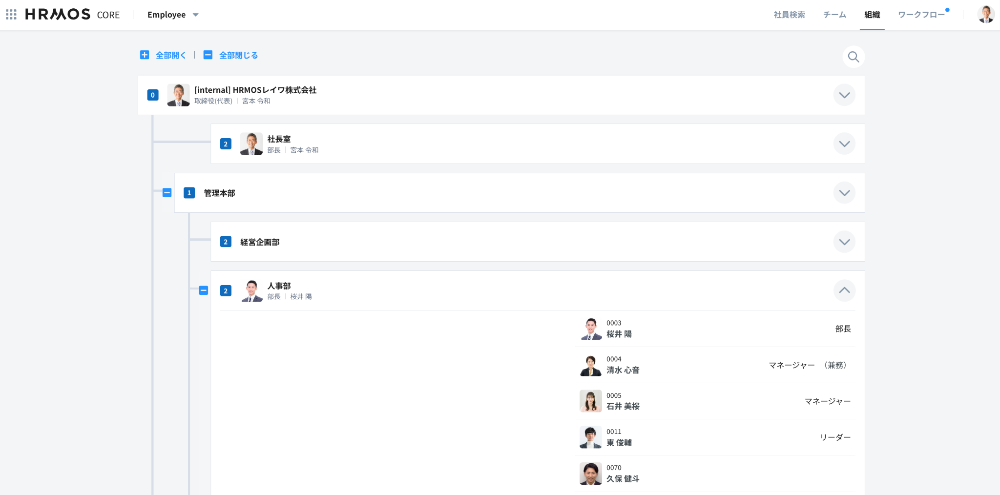 HRMOS CORE Employee 社員検索 チーム 組織 ワークフロー
全部開く | 全部閉じる
0 [internal] HRMOSレイワ株式会社
取締役(代表) | 宮本 令和
2 社長室
部長 | 宮本 令和
1 管理本部
2 経営企画部
2 人事部
部長 | 桜井 陽
0003
桜井 陽 部長
0004
清水 心音 マネージャー （兼務）
0005
石井 美桜 マネージャー
0011
東 俊輔 リーダー
0070
久保 健斗